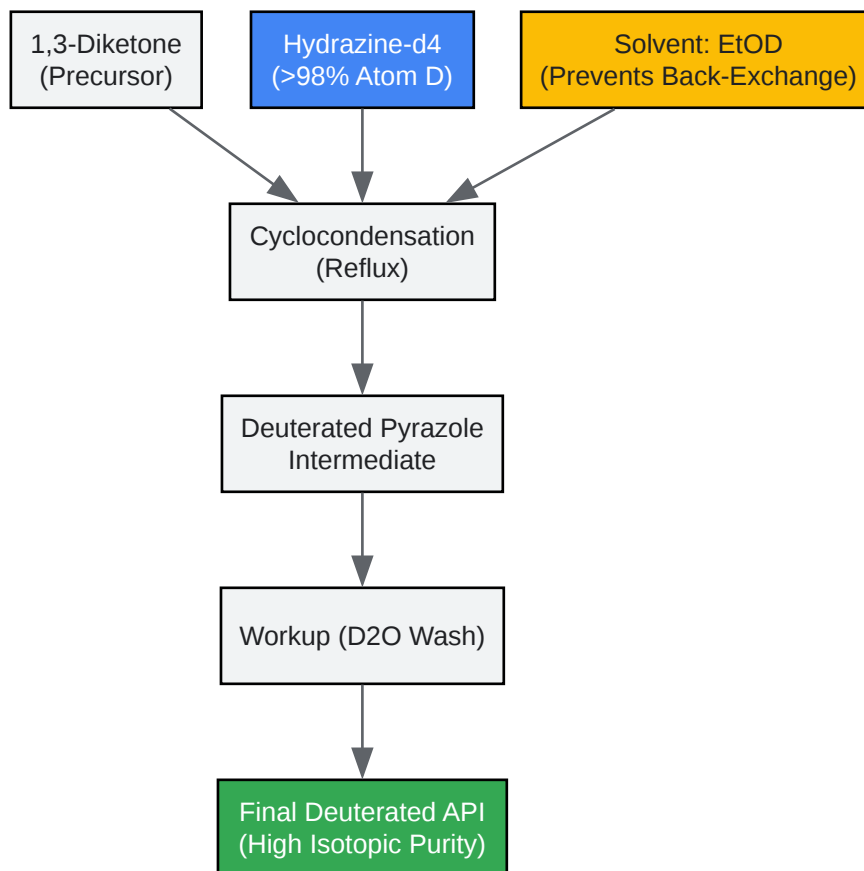 1,3-Diketone
(Precursor)
Hydrazine-d4
(>98% Atom D)
Solvent: EtOD
(Prevents Back-Exchange)
Cyclocondensation
(Reflux)
Deuterated Pyrazole
Intermediate
Workup (D2O Wash)
Final Deuterated API
(High Isotopic Purity)